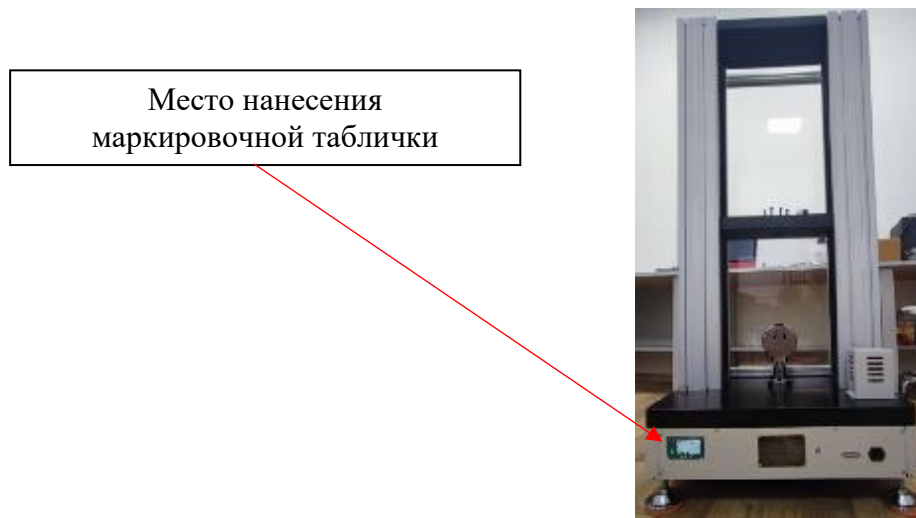 Место нанесения
маркировочной таблички